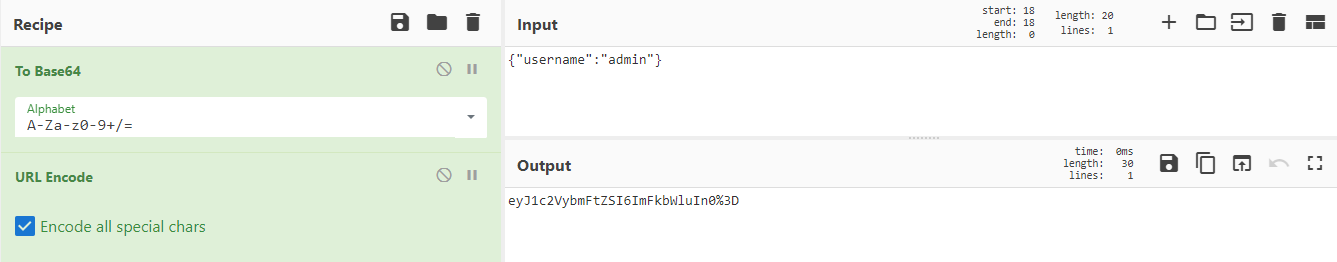 Recipe
To Base64
Alphabet
A-Za-z0-9+/=
URL Encode
Encode all special chars
Input
start: 18
end: 18
length: 0
length: 20
lines: 1
{"username":"admin"}
Output
time: 0ms
length: 30
lines: 1
eyJ1c2VybmFtZSI6ImFkbWluIn0%3D